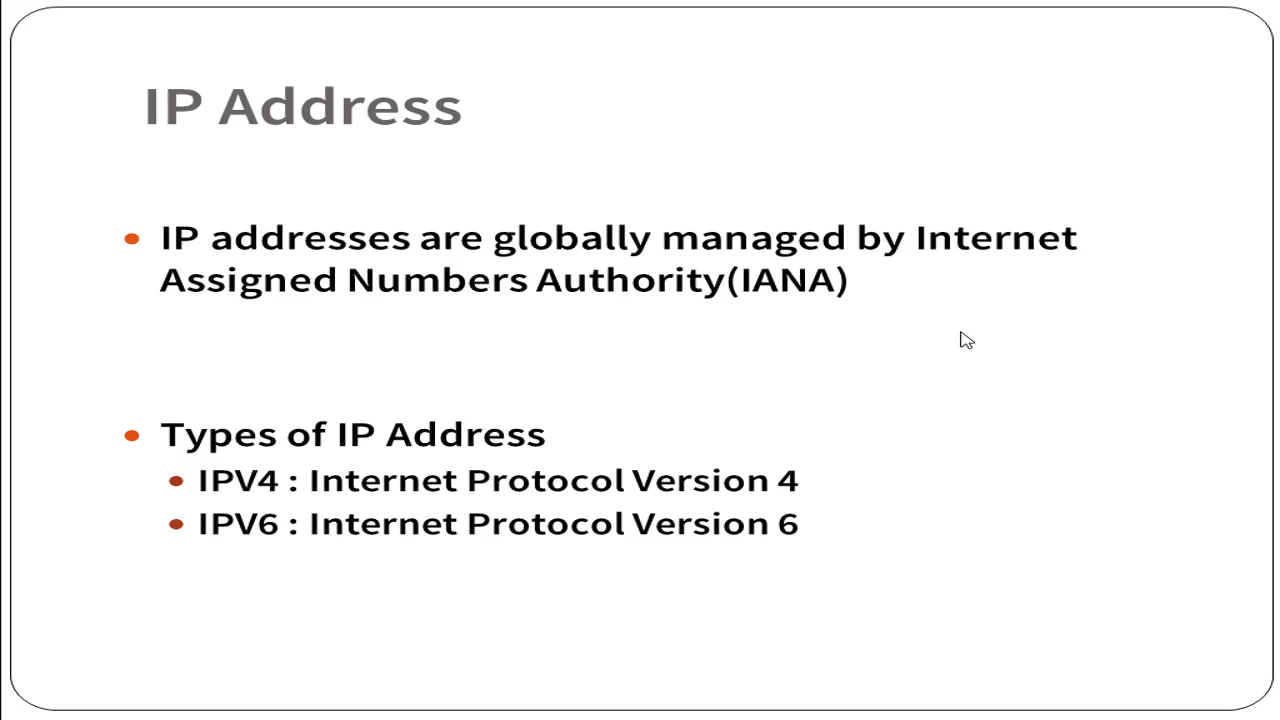 IP Address
IP addresses are globally managed by Internet
Assigned Numbers Authority(IANA)
Types of IP Address
IPV4 : Internet Protocol Version 4
IPV6 : Internet Protocol Version 6